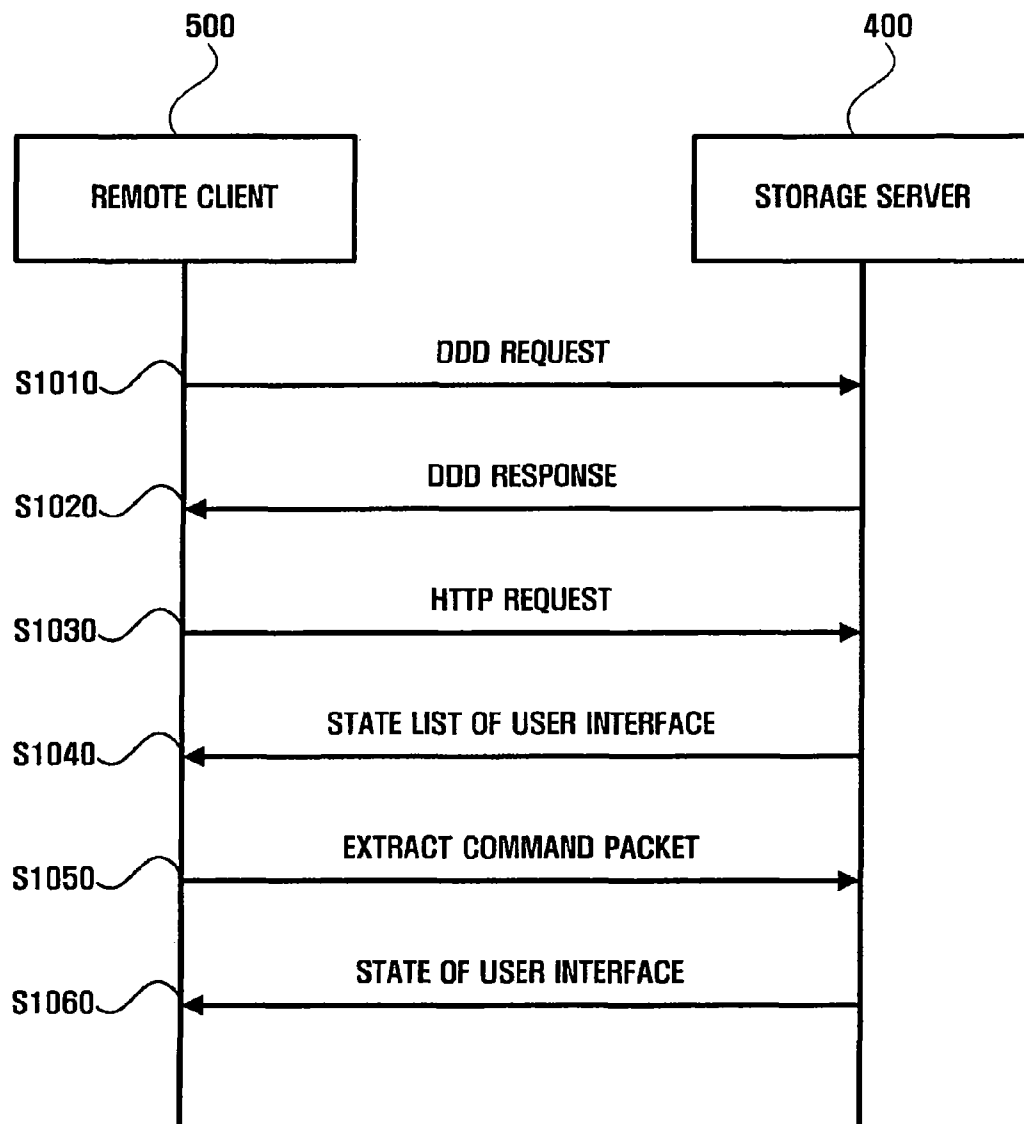 500
400
REMOTE CLIENT
STORAGE SERVER
DDD REQUEST
S1010
DDD RESPONSE
S1020
HTTP REQUEST
S1030
STATE LIST OF USER INTERFACE
S1040
EXTRACT COMMAND PACKET
S1050
STATE OF USER INTERFACE
S1060